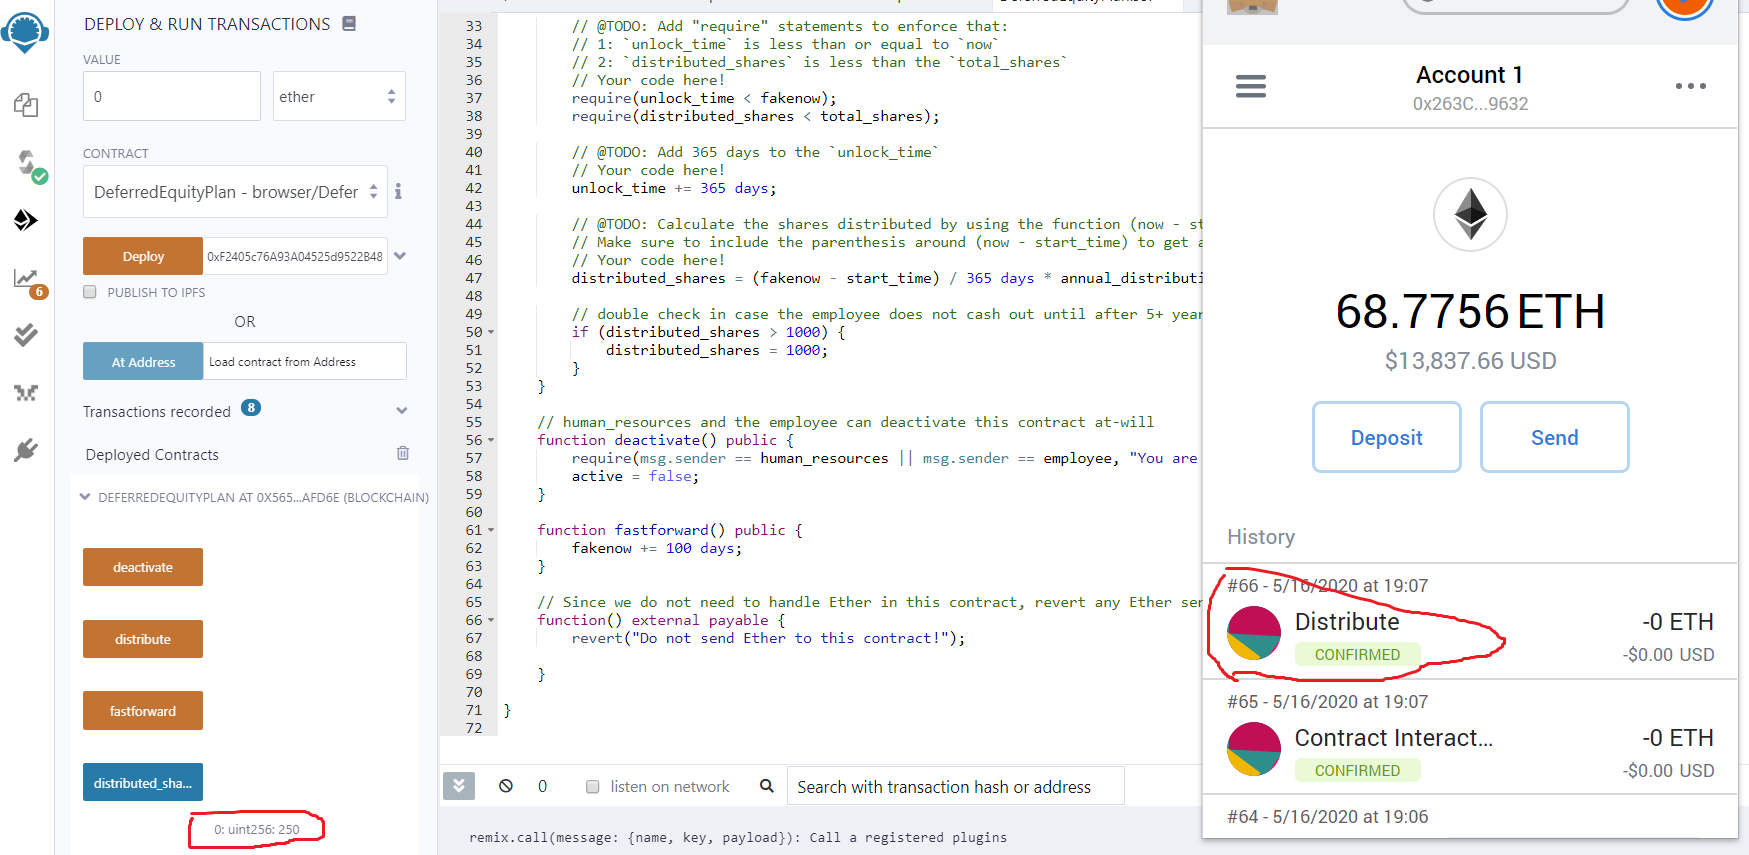 DEPLOY & RUN TRANSACTIONS
VALUE
0
ether
CONTRACT
DeferredEquityPlan - browser/Defer
Deploy
0xF2405c76A93A04525d9522B48
PUBLISH TO IPFS
OR
At Address
Load contract from Address
Transactions recorded
8
Deployed Contracts
DEFERREDEQUITYPLAN AT 0X565...AFD6E (BLOCKCHAIN)
deactivate
distribute
fastforward
distributed_sha...
0: uint256: 250
6
33 // @TODO: Add "require" statements to enforce that:
34 // 1: `unlock_time` is less than or equal to `now`
35 // 2: `distributed_shares` is less than the `total_shares`
36 // Your code here!
37 require(unlock_time < fakenow);
38 require(distributed_shares < total_shares);
39
40 // @TODO: Add 365 days to the `unlock_time`
41 // Your code here!
42 unlock_time += 365 days;
43
44 // @TODO: Calculate the shares distributed by using the function (now - st
45 // Make sure to include the parenthesis around (now - start_time) to get a
46 // Your code here!
47 distributed_shares = (fakenow - start_time) / 365 days * annual_distributi
48
49 // double check in case the employee does not cash out until after 5+ year
50 if (distributed_shares > 1000) {
51 distributed_shares = 1000;
52 }
53 }
54
55 // human_resources and the employee can deactivate this contract at-will
56 function deactivate() public {
57 require(msg.sender == human_resources || msg.sender == employee, "You are
58 active = false;
59 }
60
61 function fastforward() public {
62 fakenow += 100 days;
63 }
64
65 // Since we do not need to handle Ether in this contract, revert any Ether sen
66 function() external payable {
67 revert("Do not send Ether to this contract!");
68
69 }
70
71 }
72
0
listen on network
Search with transaction hash or address
remix.call(message: {name, key, payload}): Call a registered plugins
Account 1
0x263C...9632
68.7756 ETH
$13,837.66 USD
Deposit
Send
History
#66 - 5/16/2020 at 19:07
Distribute
-0 ETH
CONFIRMED
-$0.00 USD
#65 - 5/16/2020 at 19:07
Contract Interact...
-0 ETH
CONFIRMED
-$0.00 USD
#64 - 5/16/2020 at 19:06